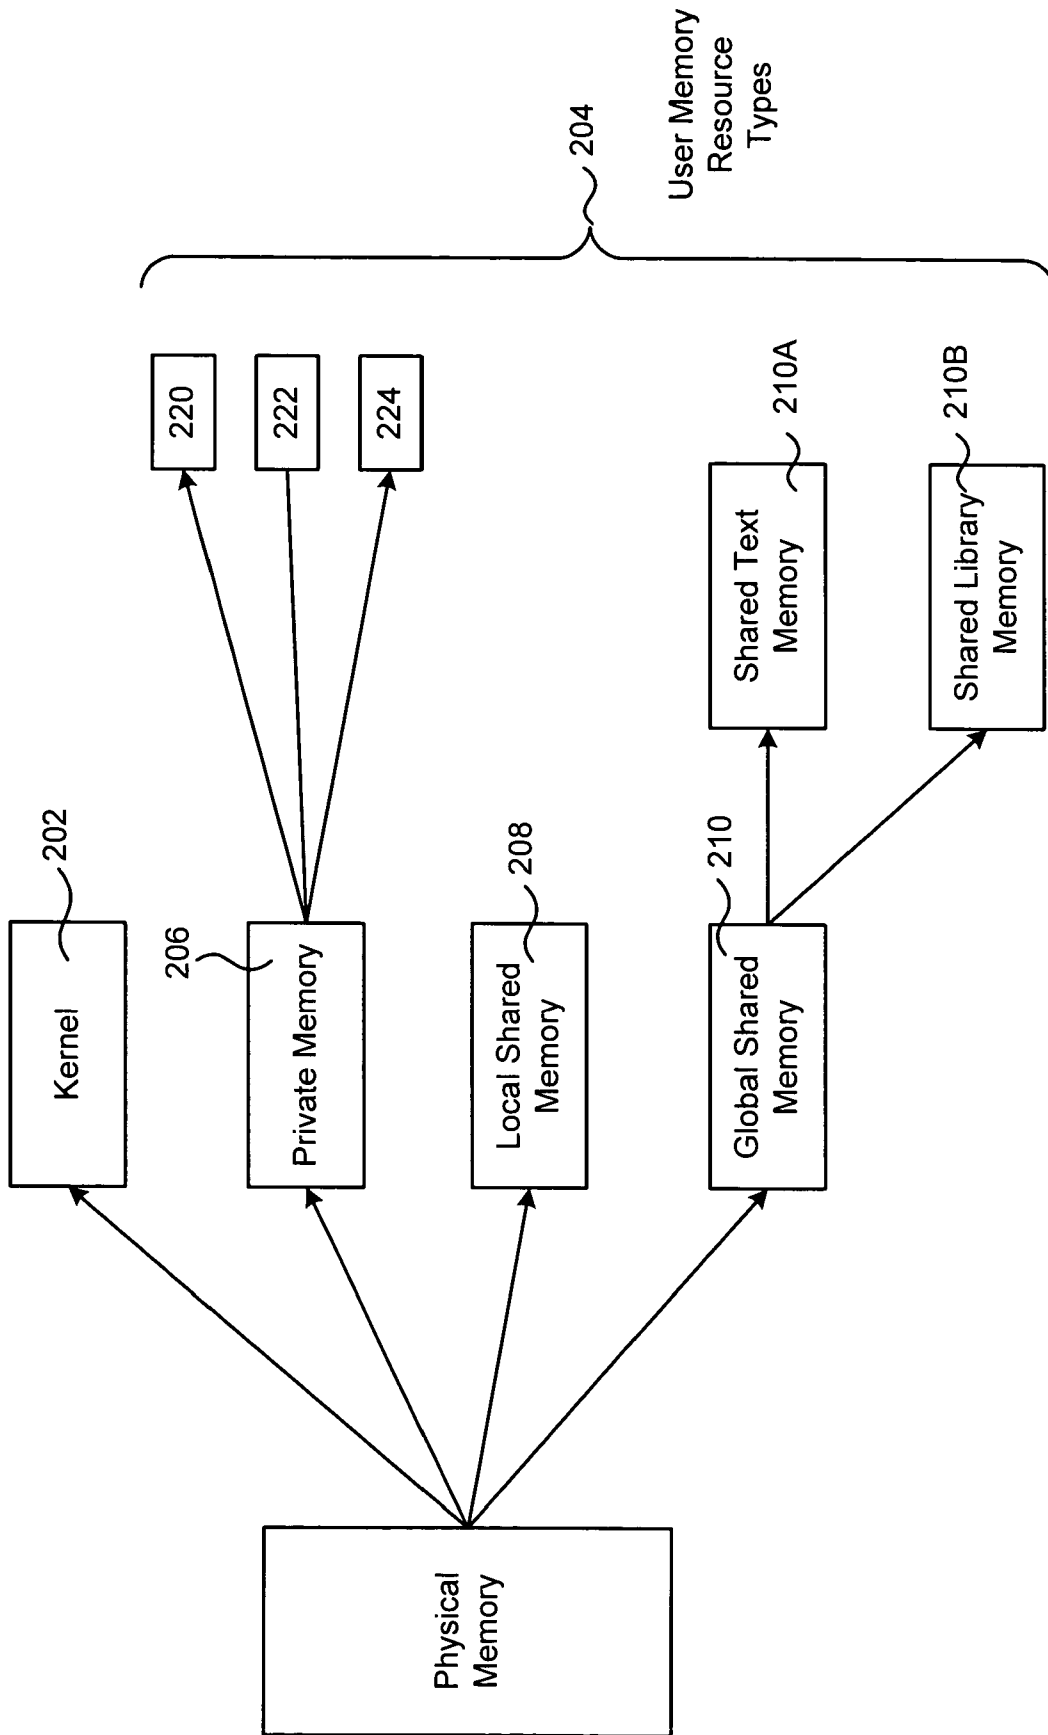 Physical
Memory
Kernel
202
206
Private Memory
Local Shared
Memory
208
Global Shared
Memory
210
220
222
224
Shared Text
Memory
210A
Shared Library
Memory
210B
204
User Memory
Resource
Types